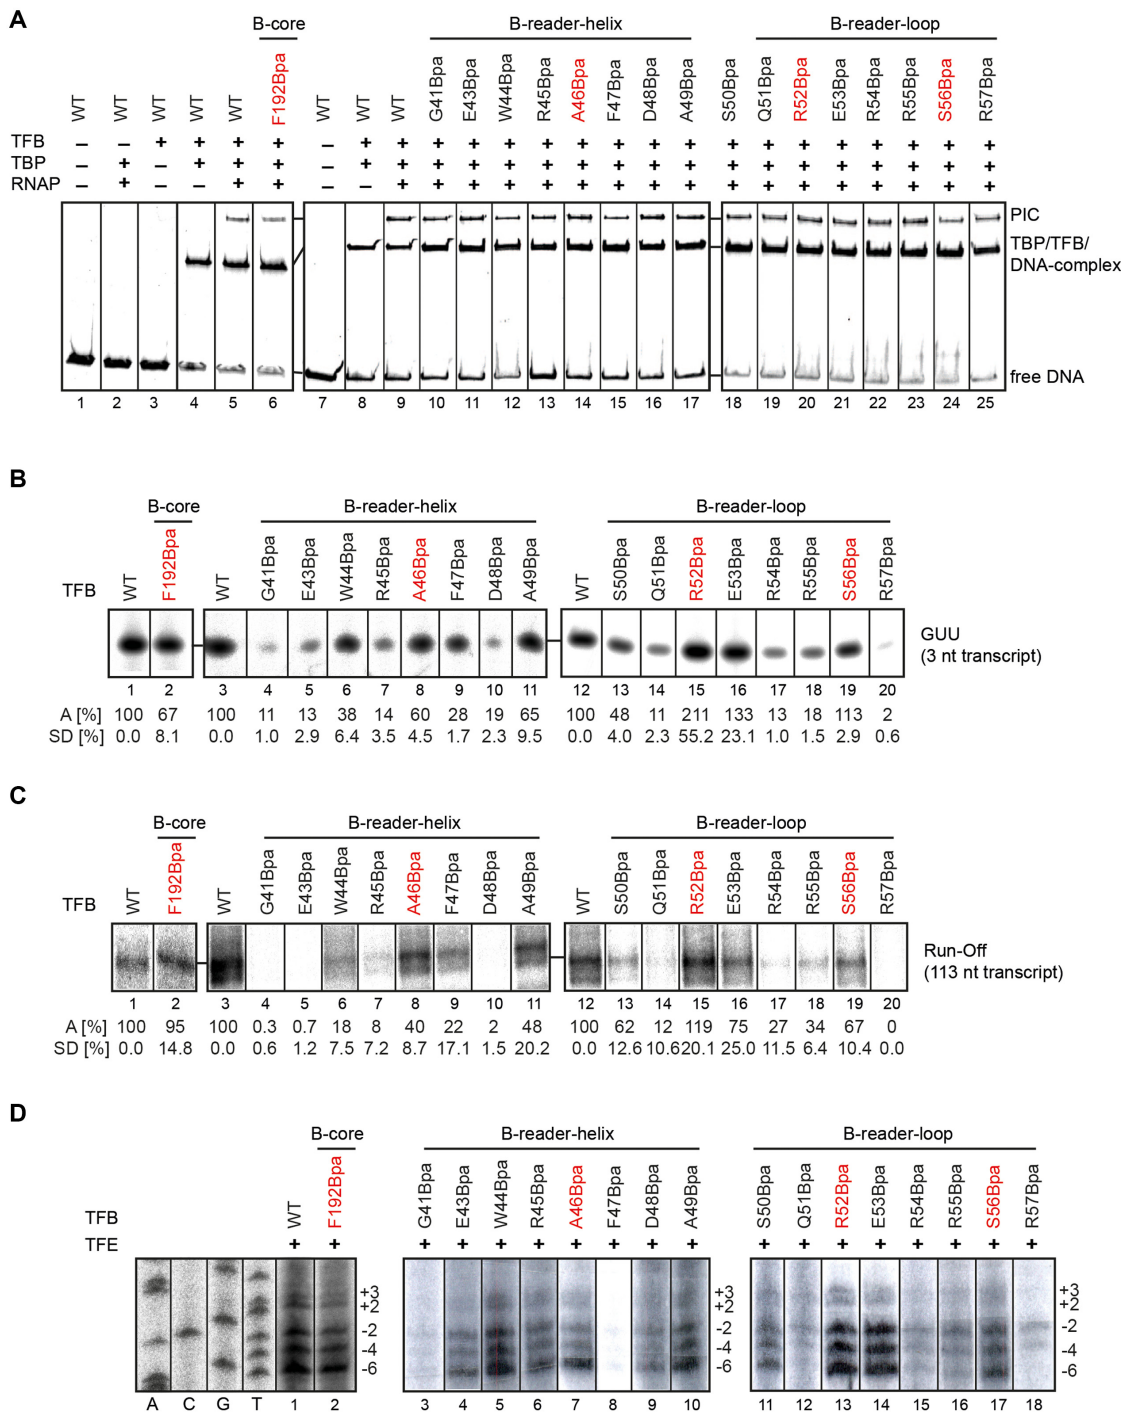 A
B-core
B-reader-helix
B-reader-loop
WT WT WT WT WT F192Bpa WT WT WT G41Bpa E43Bpa W44Bpa R45Bpa A46Bpa F47Bpa D48Bpa A49Bpa S50Bpa Q51Bpa R52Bpa E53Bpa R54Bpa R55Bpa S56Bpa R57Bpa
TFB – – + + + + – + + + + + + + + + + + + + + + + + +
TBP – + – + + + – + + + + + + + + + + + + + + + + + +
RNAP – + – – + + – – + + + + + + + + + + + + + + + + +
PIC
TBP/TFB/
DNA-complex
free DNA
1 2 3 4 5 6 7 8 9 10 11 12 13 14 15 16 17 18 19 20 21 22 23 24 25
B
B-core
B-reader-helix
B-reader-loop
TFB WT F192Bpa WT G41Bpa E43Bpa W44Bpa R45Bpa A46Bpa F47Bpa D48Bpa A49Bpa WT S50Bpa Q51Bpa R52Bpa E53Bpa R54Bpa R55Bpa S56Bpa R57Bpa
GUU
(3 nt transcript)
1 2 3 4 5 6 7 8 9 10 11 12 13 14 15 16 17 18 19 20
A [%] 100 67 100 11 13 38 14 60 28 19 65 100 48 11 211 133 13 18 113 2
SD [%] 0.0 8.1 0.0 1.0 2.9 6.4 3.5 4.5 1.7 2.3 9.5 0.0 4.0 2.3 55.2 23.1 1.0 1.5 2.9 0.6
C
B-core
B-reader-helix
B-reader-loop
TFB WT F192Bpa WT G41Bpa E43Bpa W44Bpa R45Bpa A46Bpa F47Bpa D48Bpa A49Bpa WT S50Bpa Q51Bpa R52Bpa E53Bpa R54Bpa R55Bpa S56Bpa R57Bpa
Run-Off
(113 nt transcript)
1 2 3 4 5 6 7 8 9 10 11 12 13 14 15 16 17 18 19 20
A [%] 100 95 100 0.3 0.7 18 8 40 22 2 48 100 62 12 119 75 27 34 67 0
SD [%] 0.0 14.8 0.0 0.6 1.2 7.5 7.2 8.7 17.1 1.5 20.2 0.0 12.6 10.6 20.1 25.0 11.5 6.4 10.4 0.0
D
B-core
B-reader-helix
B-reader-loop
TFB WT F192Bpa G41Bpa E43Bpa W44Bpa R45Bpa A46Bpa F47Bpa D48Bpa A49Bpa S50Bpa Q51Bpa R52Bpa E53Bpa R54Bpa R55Bpa S56Bpa R57Bpa
TFE + + + + + + + + + + + + + + + + + +
+3 +3 +3
+2 +2 +2
-2 -2 -2
-4 -4 -4
-6 -6 -6
A C G T 1 2 3 4 5 6 7 8 9 10 11 12 13 14 15 16 17 18